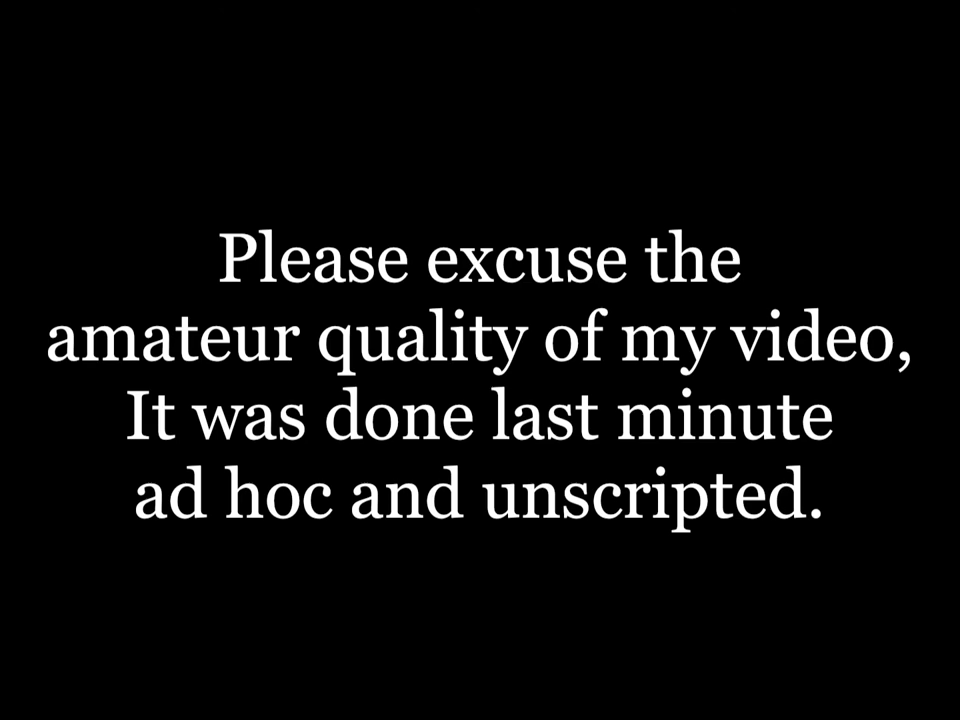 Please excuse the
amateur quality of my video,
It was done last minute
ad hoc and unscripted.